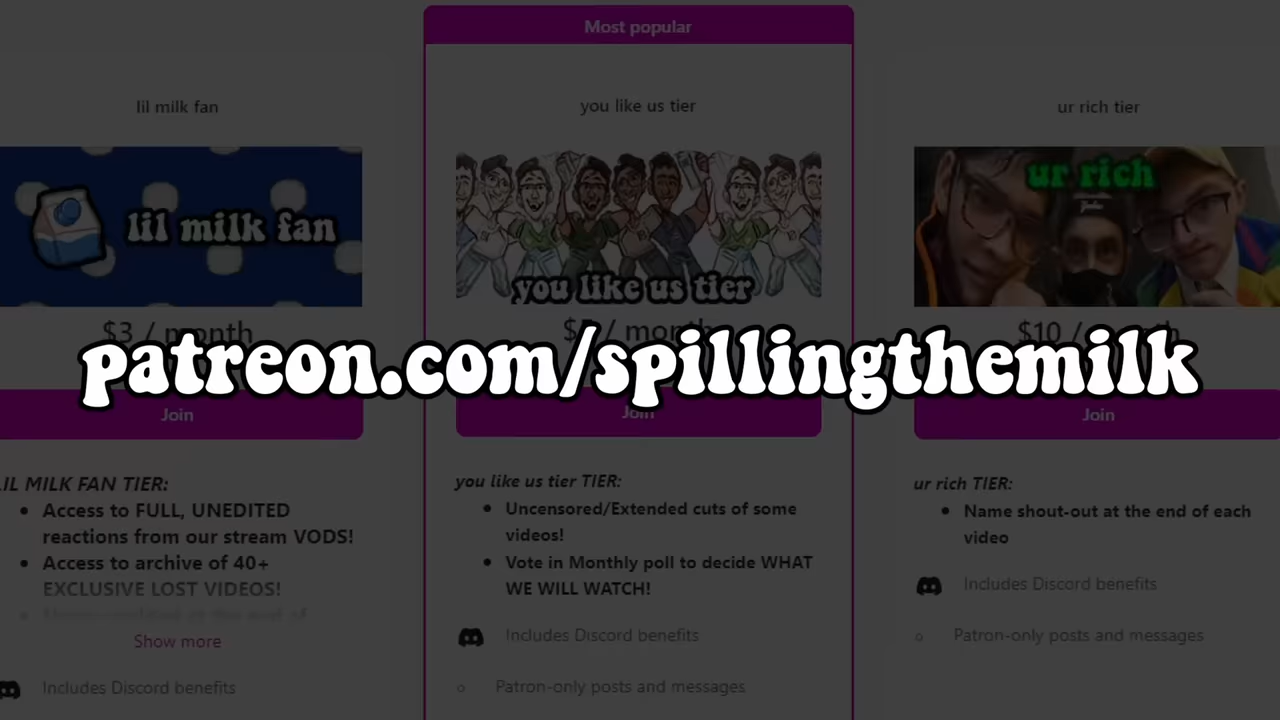 Most popular
lil milk fan
lil milk fan
$3 / month
Join
LIL MILK FAN TIER:
Access to FULL, UNEDITED
reactions from our stream VODS!
Access to archive of 40+
EXCLUSIVE LOST VIDEOS!
Show more
Includes Discord benefits
you like us tier
you like us tier
/ month
Join
you like us tier TIER:
Uncensored/Extended cuts of some
videos!
Vote in Monthly poll to decide WHAT
WE WILL WATCH!
Includes Discord benefits
Patron-only posts and messages
ur rich tier
ur rich
$10 / month
Join
ur rich TIER:
Name shout-out at the end of each
video
Includes Discord benefits
Patron-only posts and messages
patreon.com/spillingthemilk